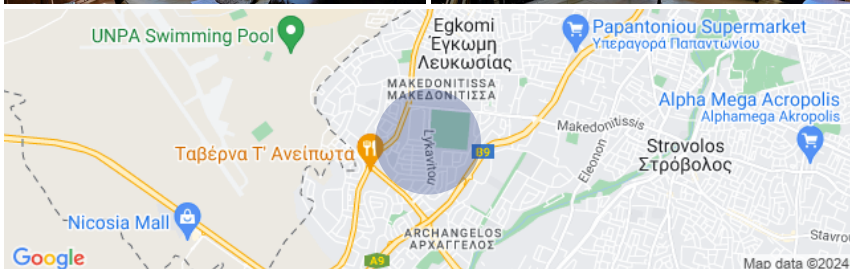 UNPA Swimming Pool
Egkomi
Έγκωμη
Λευκωσίας
Papantoniou Supermarket
Υπεραγορά Παπαντωνίου
MAKEDONITISSA
ΜΑΚΕΔΟΝΙΤΙΣΣΑ
Alpha Mega Acropolis
Alphamega Akropolis
Makedonitissis
Lykavitou
Ταβέρνα Τ' Ανείπωτα
B9
Eleonon
Strovolos
Στρόβολος
Nicosia Mall
ARCHANGELOS
ΑΡΧΑΓΓΕΛΟΣ
Stavrou
A9
Google
Map data ©2024